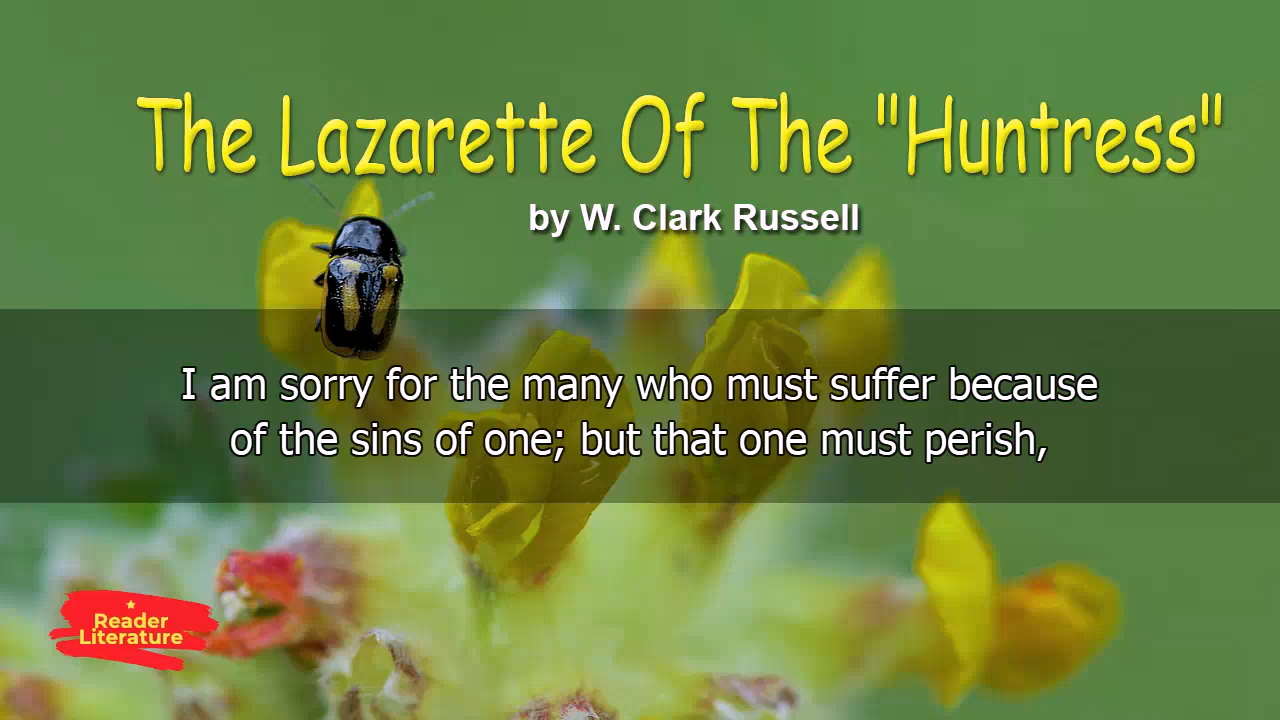 The Lazarette Of The "Huntress"
by W. Clark Russell
I am sorry for the many who must suffer because
of the sins of one; but that one must perish,
Reader
Literature